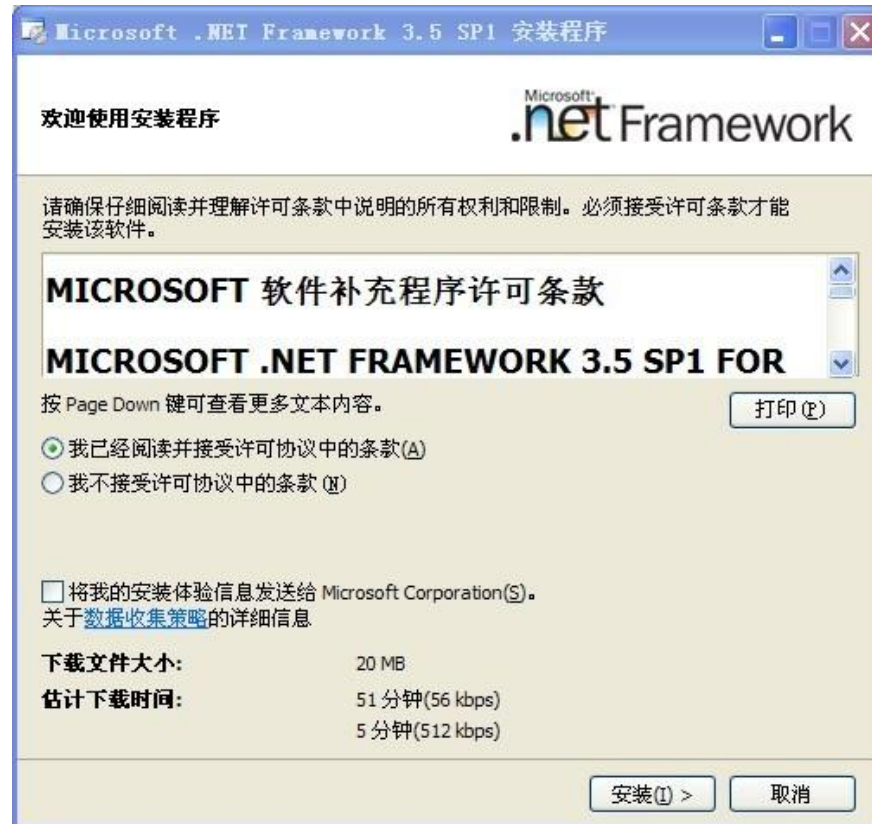 Microsoft .NET Framework 3.5 SP1 安装程序
欢迎使用安装程序
Microsoft
.net Framework
请确保仔细阅读并理解许可条款中说明的所有权利和限制。必须接受许可条款才能
安装该软件。
MICROSOFT 软件补充程序许可条款
MICROSOFT .NET FRAMEWORK 3.5 SP1 FOR
按 Page Down 键可查看更多文本内容。
打印(P)
我已经阅读并接受许可协议中的条款(A)
我不接受许可协议中的条款(N)
将我的安装体验信息发送给 Microsoft Corporation(S)。
关于数据收集策略的详细信息
下载文件大小: 20 MB
估计下载时间: 51 分钟(56 kbps)
5 分钟(512 kbps)
安装(I) > 取消